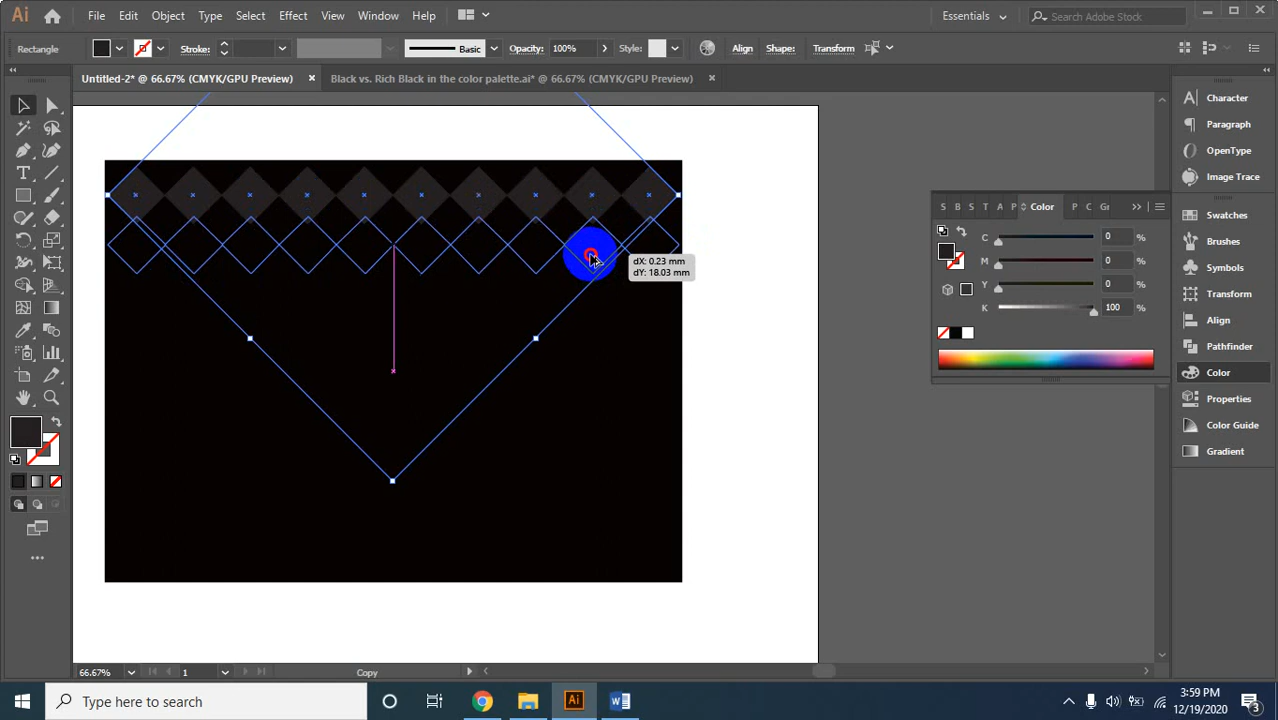 Ai File Edit Object Type Select Effect View Window Help Essentials Search Adobe Stock
Rectangle Stroke: Basic Opacity: 100% Style: Align Shape: Transform
Untitled-2* @ 66.67% (CMYK/GPU Preview) × Black vs. Rich Black in the color palette.ai* @ 66.67% (CMYK/GPU Preview) ×
Character
Paragraph
OpenType
Image Trace
S B S T A P Color P C Gr
Swatches
C 0 %
Brushes
M 0 %
Symbols
Y 0 %
Transform
K 100 %
Align
Pathfinder
Color
Properties
Color Guide
Gradient
dX: 0.23 mm
dY: 18.03 mm
66.67% 1 Copy
Type here to search
Ai
W
3:59 PM
12/19/2020
3